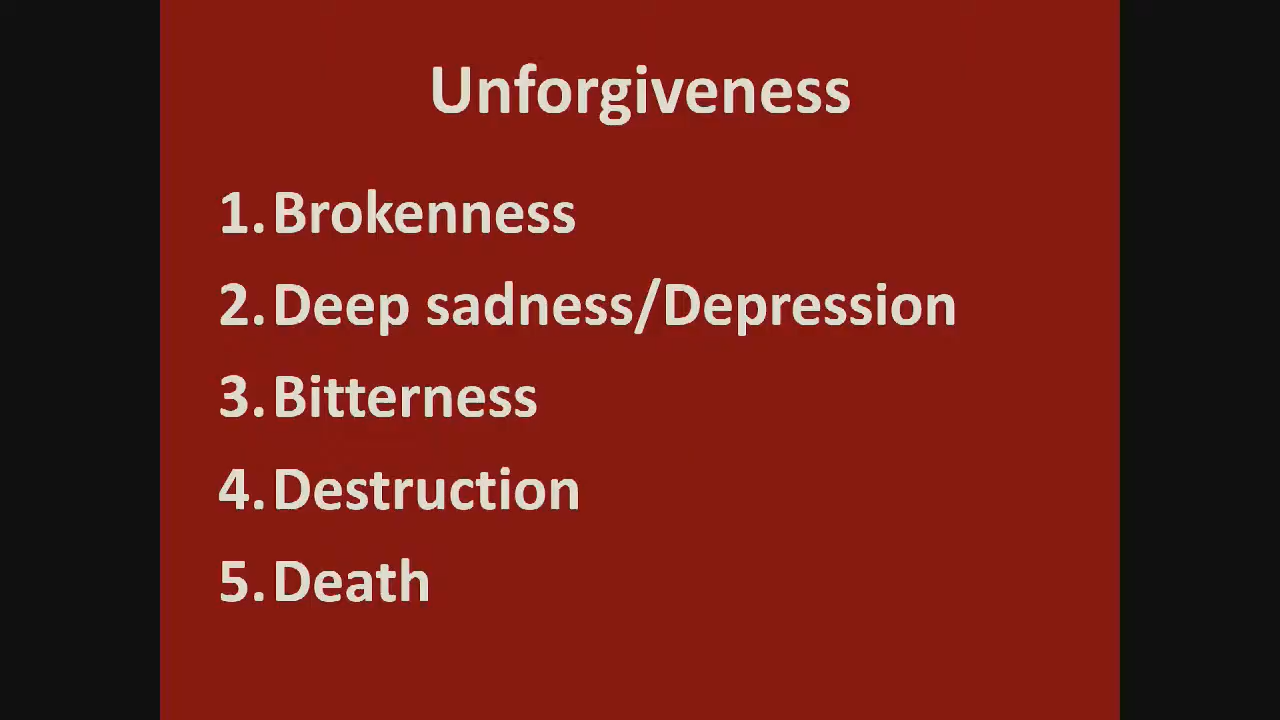 Unforgiveness
1. Brokenness
2. Deep sadness/Depression
3. Bitterness
4. Destruction
5. Death